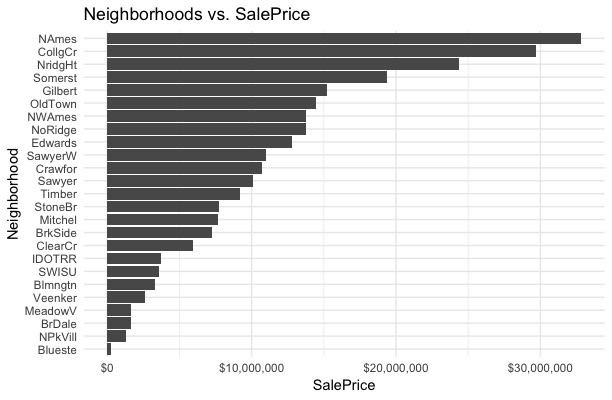 Neighborhoods vs. SalePrice
NAmes
CollgCr
NridgHt
Somerst
Gilbert
OldTown
NWAmes
NoRidge
Edwards
SawyerW
Crawfor
Sawyer
Timber
StoneBr
Mitchel
BrkSide
ClearCr
IDOTRR
SWISU
Blmngtn
Veenker
MeadowV
BrDale
NPkVill
Blueste
Neighborhood
$0 $10,000,000 $20,000,000 $30,000,000
SalePrice